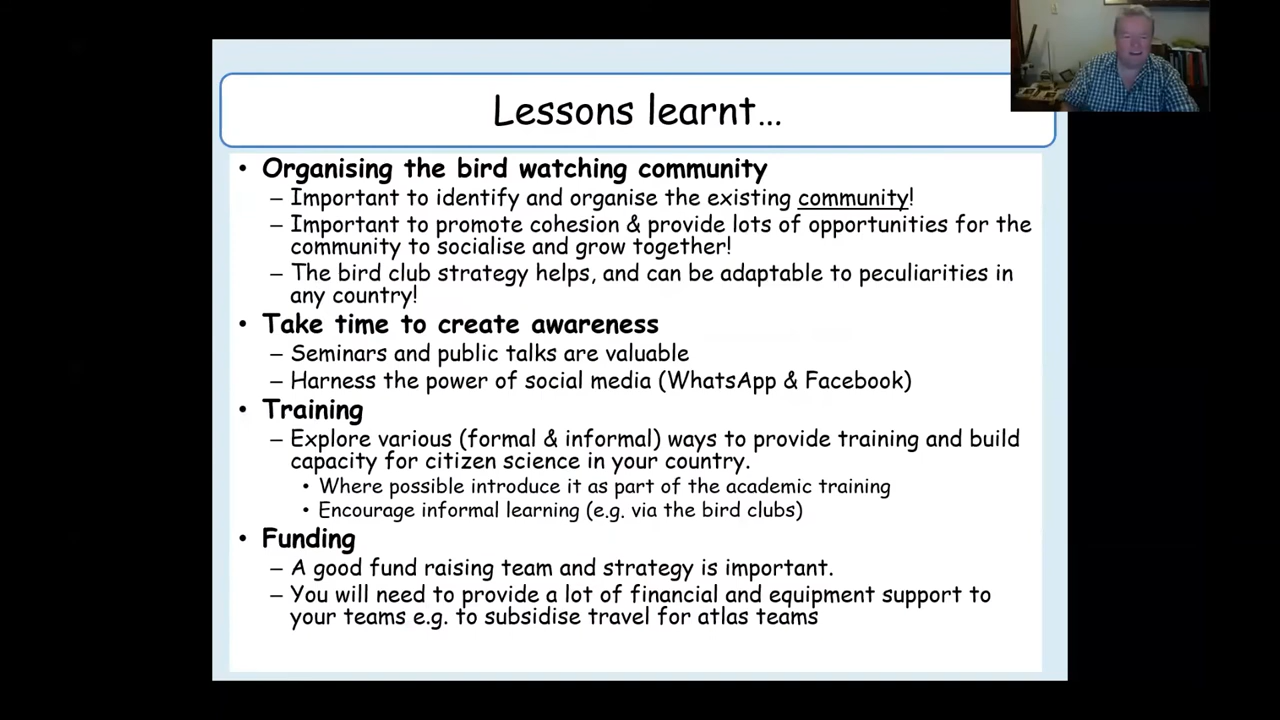 Lessons learnt...
• Organising the bird watching community
– Important to identify and organise the existing community!
– Important to promote cohesion & provide lots of opportunities for the
community to socialise and grow together!
– The bird club strategy helps, and can be adaptable to peculiarities in
any country!
• Take time to create awareness
– Seminars and public talks are valuable
– Harness the power of social media (WhatsApp & Facebook)
• Training
– Explore various (formal & informal) ways to provide training and build
capacity for citizen science in your country.
• Where possible introduce it as part of the academic training
• Encourage informal learning (e.g. via the bird clubs)
• Funding
– A good fund raising team and strategy is important.
– You will need to provide a lot of financial and equipment support to
your teams e.g. to subsidise travel for atlas teams